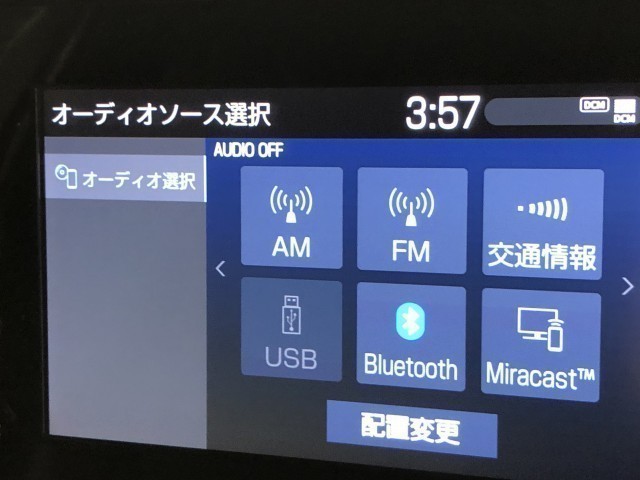 オーディオソース選択
3:57
DCM
DCM
AUDIO OFF
オーディオ選択
AM
FM
交通情報
USB
Bluetooth
Miracast™
配置変更